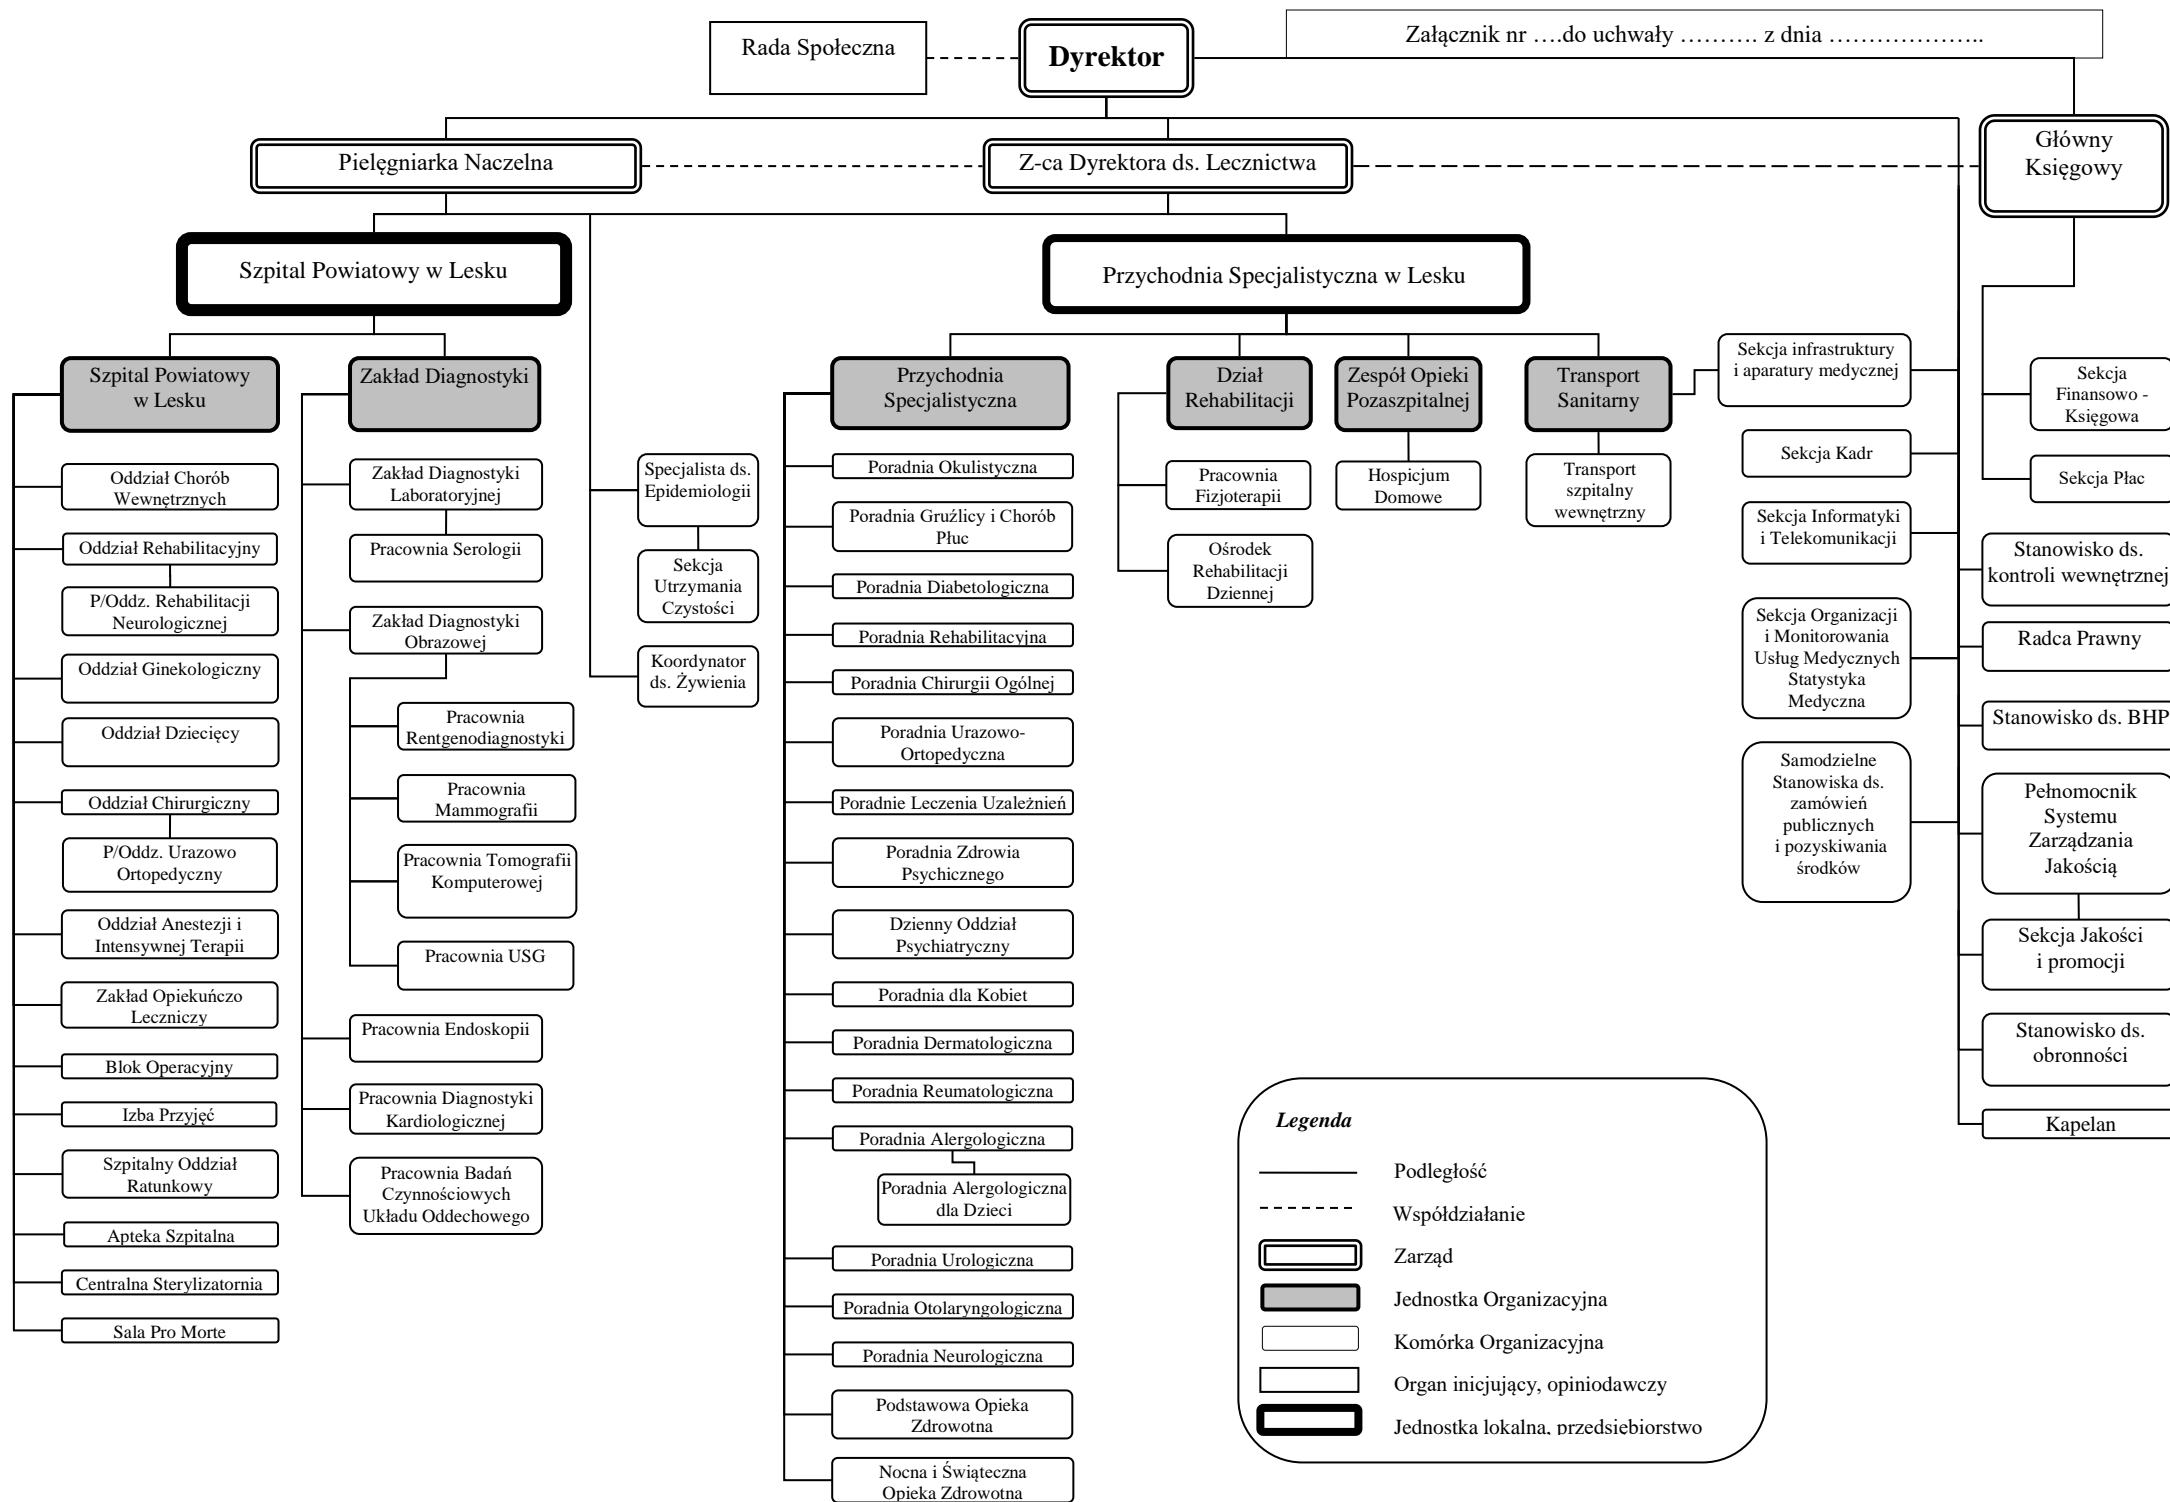 Rada Społeczna
Dyrektor
Załącznik nr ….do uchwały ………. z dnia ………………..
Pielęgniarka Naczelna
Z-ca Dyrektora ds. Lecznictwa
Główny
Księgowy
Szpital Powiatowy w Lesku
Przychodnia Specjalistyczna w Lesku
Szpital Powiatowy
w Lesku
Oddział Chorób
Wewnętrznych
Oddział Rehabilitacyjny
P/Oddz. Rehabilitacji
Neurologicznej
Oddział Ginekologiczny
Oddział Dziecięcy
Oddział Chirurgiczny
P/Oddz. Urazowo
Ortopedyczny
Oddział Anestezji i
Intensywnej Terapii
Zakład Opiekuńczo
Leczniczy
Blok Operacyjny
Izba Przyjęć
Szpitalny Oddział
Ratunkowy
Apteka Szpitalna
Centralna Sterylizatornia
Sala Pro Morte
Zakład Diagnostyki
Zakład Diagnostyki
Laboratoryjnej
Pracownia Serologii
Zakład Diagnostyki
Obrazowej
Pracownia
Rentgenodiagnostyki
Pracownia
Mammografii
Pracownia Tomografii
Komputerowej
Pracownia USG
Pracownia Endoskopii
Pracownia Diagnostyki
Kardiologicznej
Pracownia Badań
Czynnościowych
Układu Oddechowego
Specjalista ds.
Epidemiologii
Sekcja
Utrzymania
Czystości
Koordynator
ds. Żywienia
Przychodnia
Specjalistyczna
Poradnia Okulistyczna
Poradnia Gruźlicy i Chorób
Płuc
Poradnia Diabetologiczna
Poradnia Rehabilitacyjna
Poradnia Chirurgii Ogólnej
Poradnia Urazowo-
Ortopedyczna
Poradnie Leczenia Uzależnień
Poradnia Zdrowia
Psychicznego
Dzienny Oddział
Psychiatryczny
Poradnia dla Kobiet
Poradnia Dermatologiczna
Poradnia Reumatologiczna
Poradnia Alergologiczna
Poradnia Alergologiczna
dla Dzieci
Poradnia Urologiczna
Poradnia Otolaryngologiczna
Poradnia Neurologiczna
Podstawowa Opieka
Zdrowotna
Nocna i Świąteczna
Opieka Zdrowotna
Dział
Rehabilitacji
Pracownia
Fizjoterapii
Ośrodek
Rehabilitacji
Dziennej
Zespół Opieki
Pozaszpitalnej
Hospicjum
Domowe
Transport
Sanitarny
Transport
szpitalny
wewnętrzny
Sekcja infrastruktury
i aparatury medycznej
Sekcja Kadr
Sekcja Informatyki
i Telekomunikacji
Sekcja Organizacji
i Monitorowania
Usług Medycznych
Statystyka
Medyczna
Samodzielne
Stanowiska ds.
zamówień
publicznych
i pozyskiwania
środków
Sekcja
Finansowo -
Księgowa
Sekcja Płac
Stanowisko ds.
kontroli wewnętrznej
Radca Prawny
Stanowisko ds. BHP
Pełnomocnik
Systemu
Zarządzania
Jakością
Sekcja Jakości
i promocji
Stanowisko ds.
obronności
Kapelan
Legenda
Podległość
Współdziałanie
Zarząd
Jednostka Organizacyjna
Komórka Organizacyjna
Organ inicjujący, opiniodawczy
Jednostka lokalna, przedsiębiorstwo